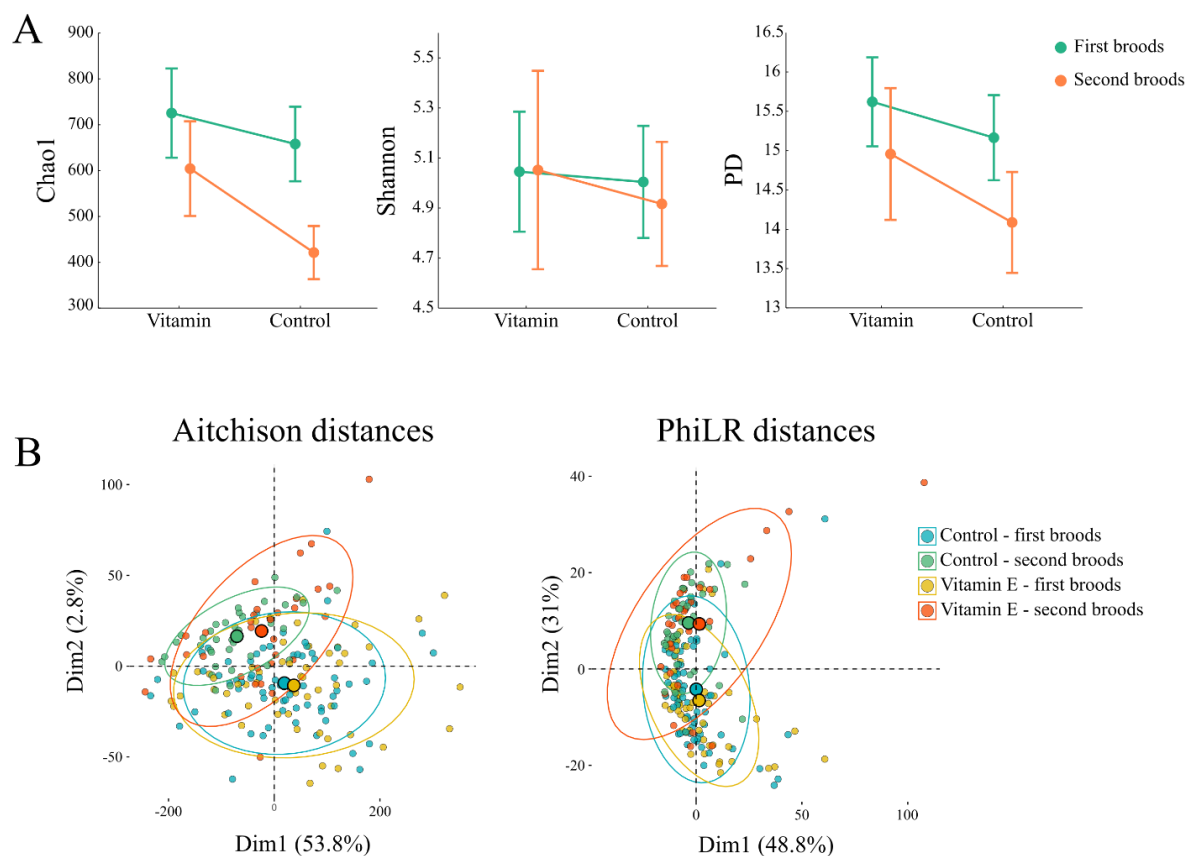 A
Chao1
900
800
700
600
500
400
300
Vitamin Control
Shannon
5.5
5.3
5.1
4.9
4.7
4.5
Vitamin Control
PD
16.5
16
15.5
15
14.5
14
13.5
13
Vitamin Control
First broods
Second broods
B
Aitchison distances
Dim2 (2.8%)
100
50
0
-50
-200 0 200
Dim1 (53.8%)
PhiLR distances
Dim2 (31%)
40
20
0
-20
0 50 100
Dim1 (48.8%)
Control - first broods
Control - second broods
Vitamin E - first broods
Vitamin E - second broods